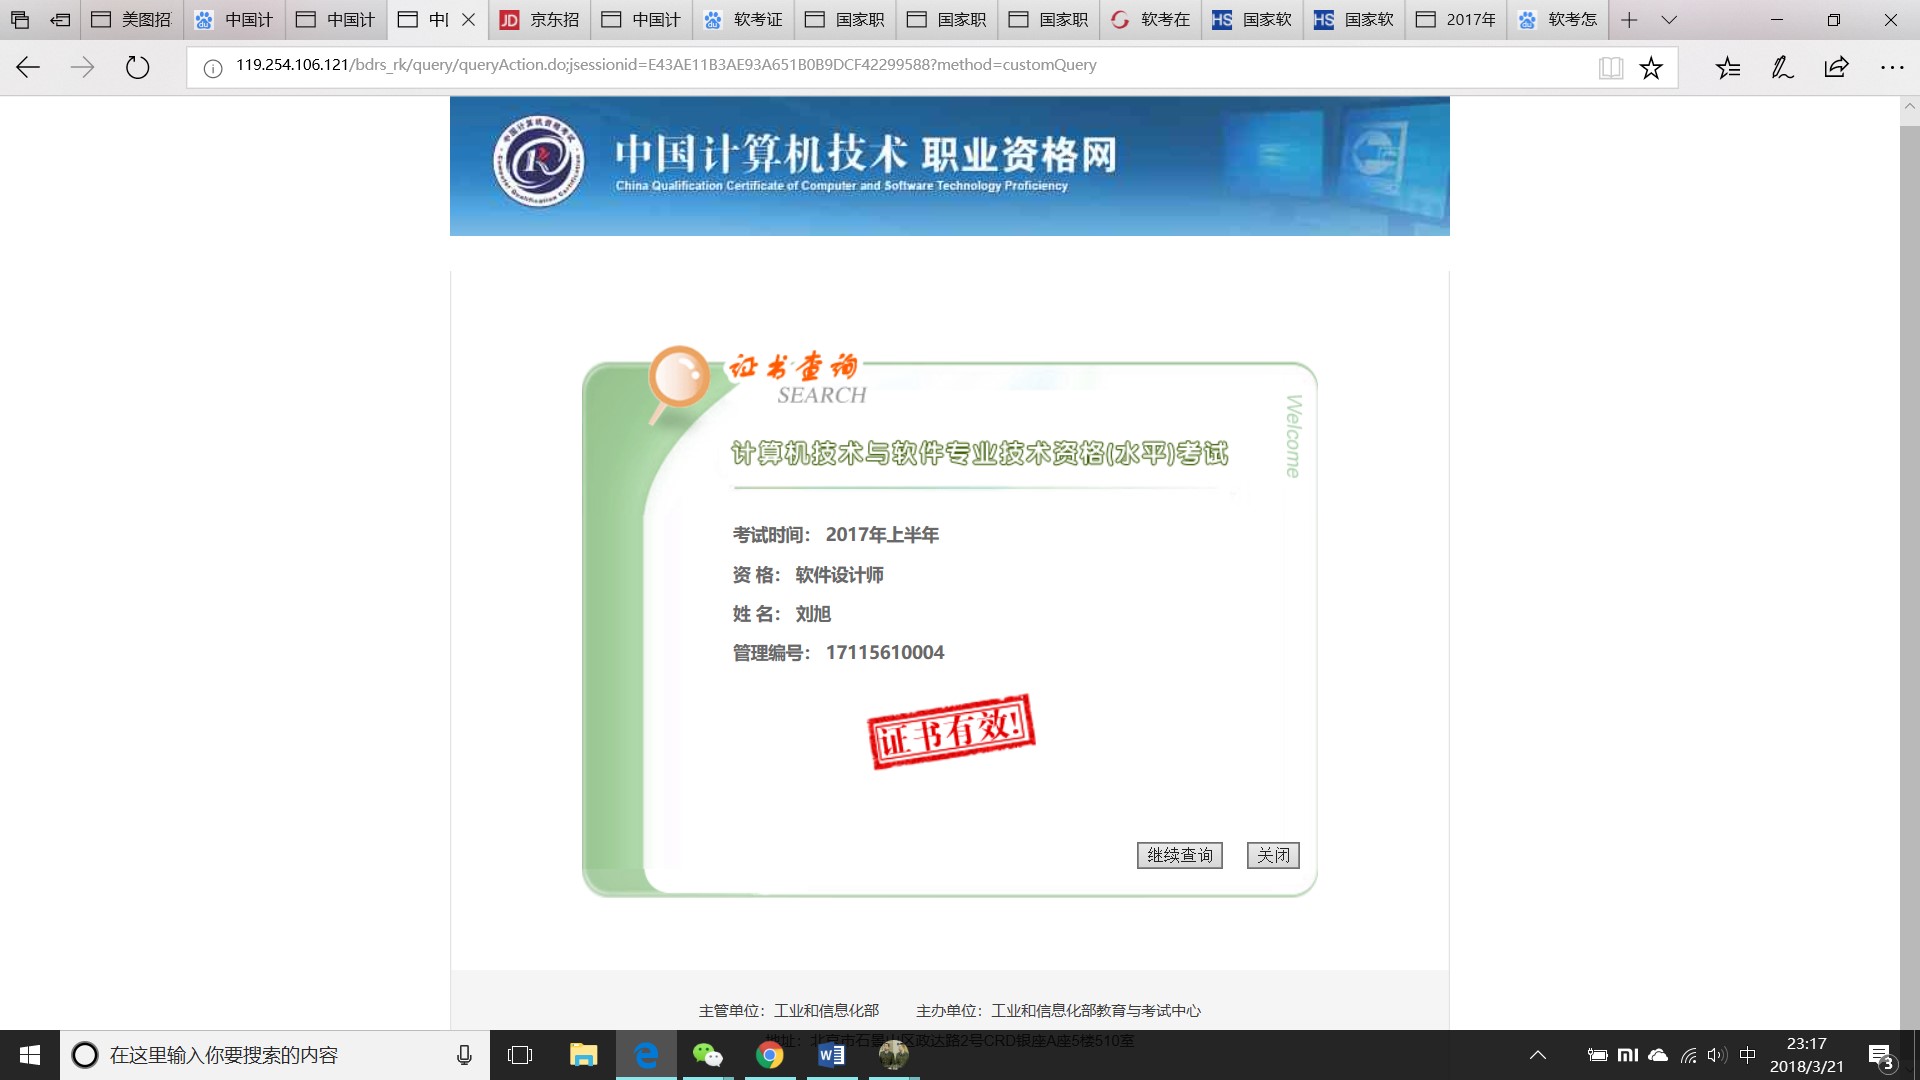 美图招
中国计
中国计
中
京东招
中国计
软考证
国家职
国家职
国家职
软考在
国家软
国家软
2017年
软考怎
119.254.106.121/bdrs_rk/query/queryAction.do;jsessionid=E43AE11B3AE93A651B0B9DCF42299588?method=customQuery
中国计算机技术 职业资格网
China Qualification Certificate of Computer and Software Technology Proficiency
证书查询
SEARCH
Welcome
计算机技术与软件专业技术资格(水平)考试
考试时间： 2017年上半年
资 格： 软件设计师
姓 名： 刘旭
管理编号： 17115610004
证书有效!
继续查询 关闭
主管单位：工业和信息化部 主办单位：工业和信息化部教育与考试中心
地址：北京市石景山区政达路2号CRD银座A座5楼510室
在这里输入你要搜索的内容
中
23:17
2018/3/21
3